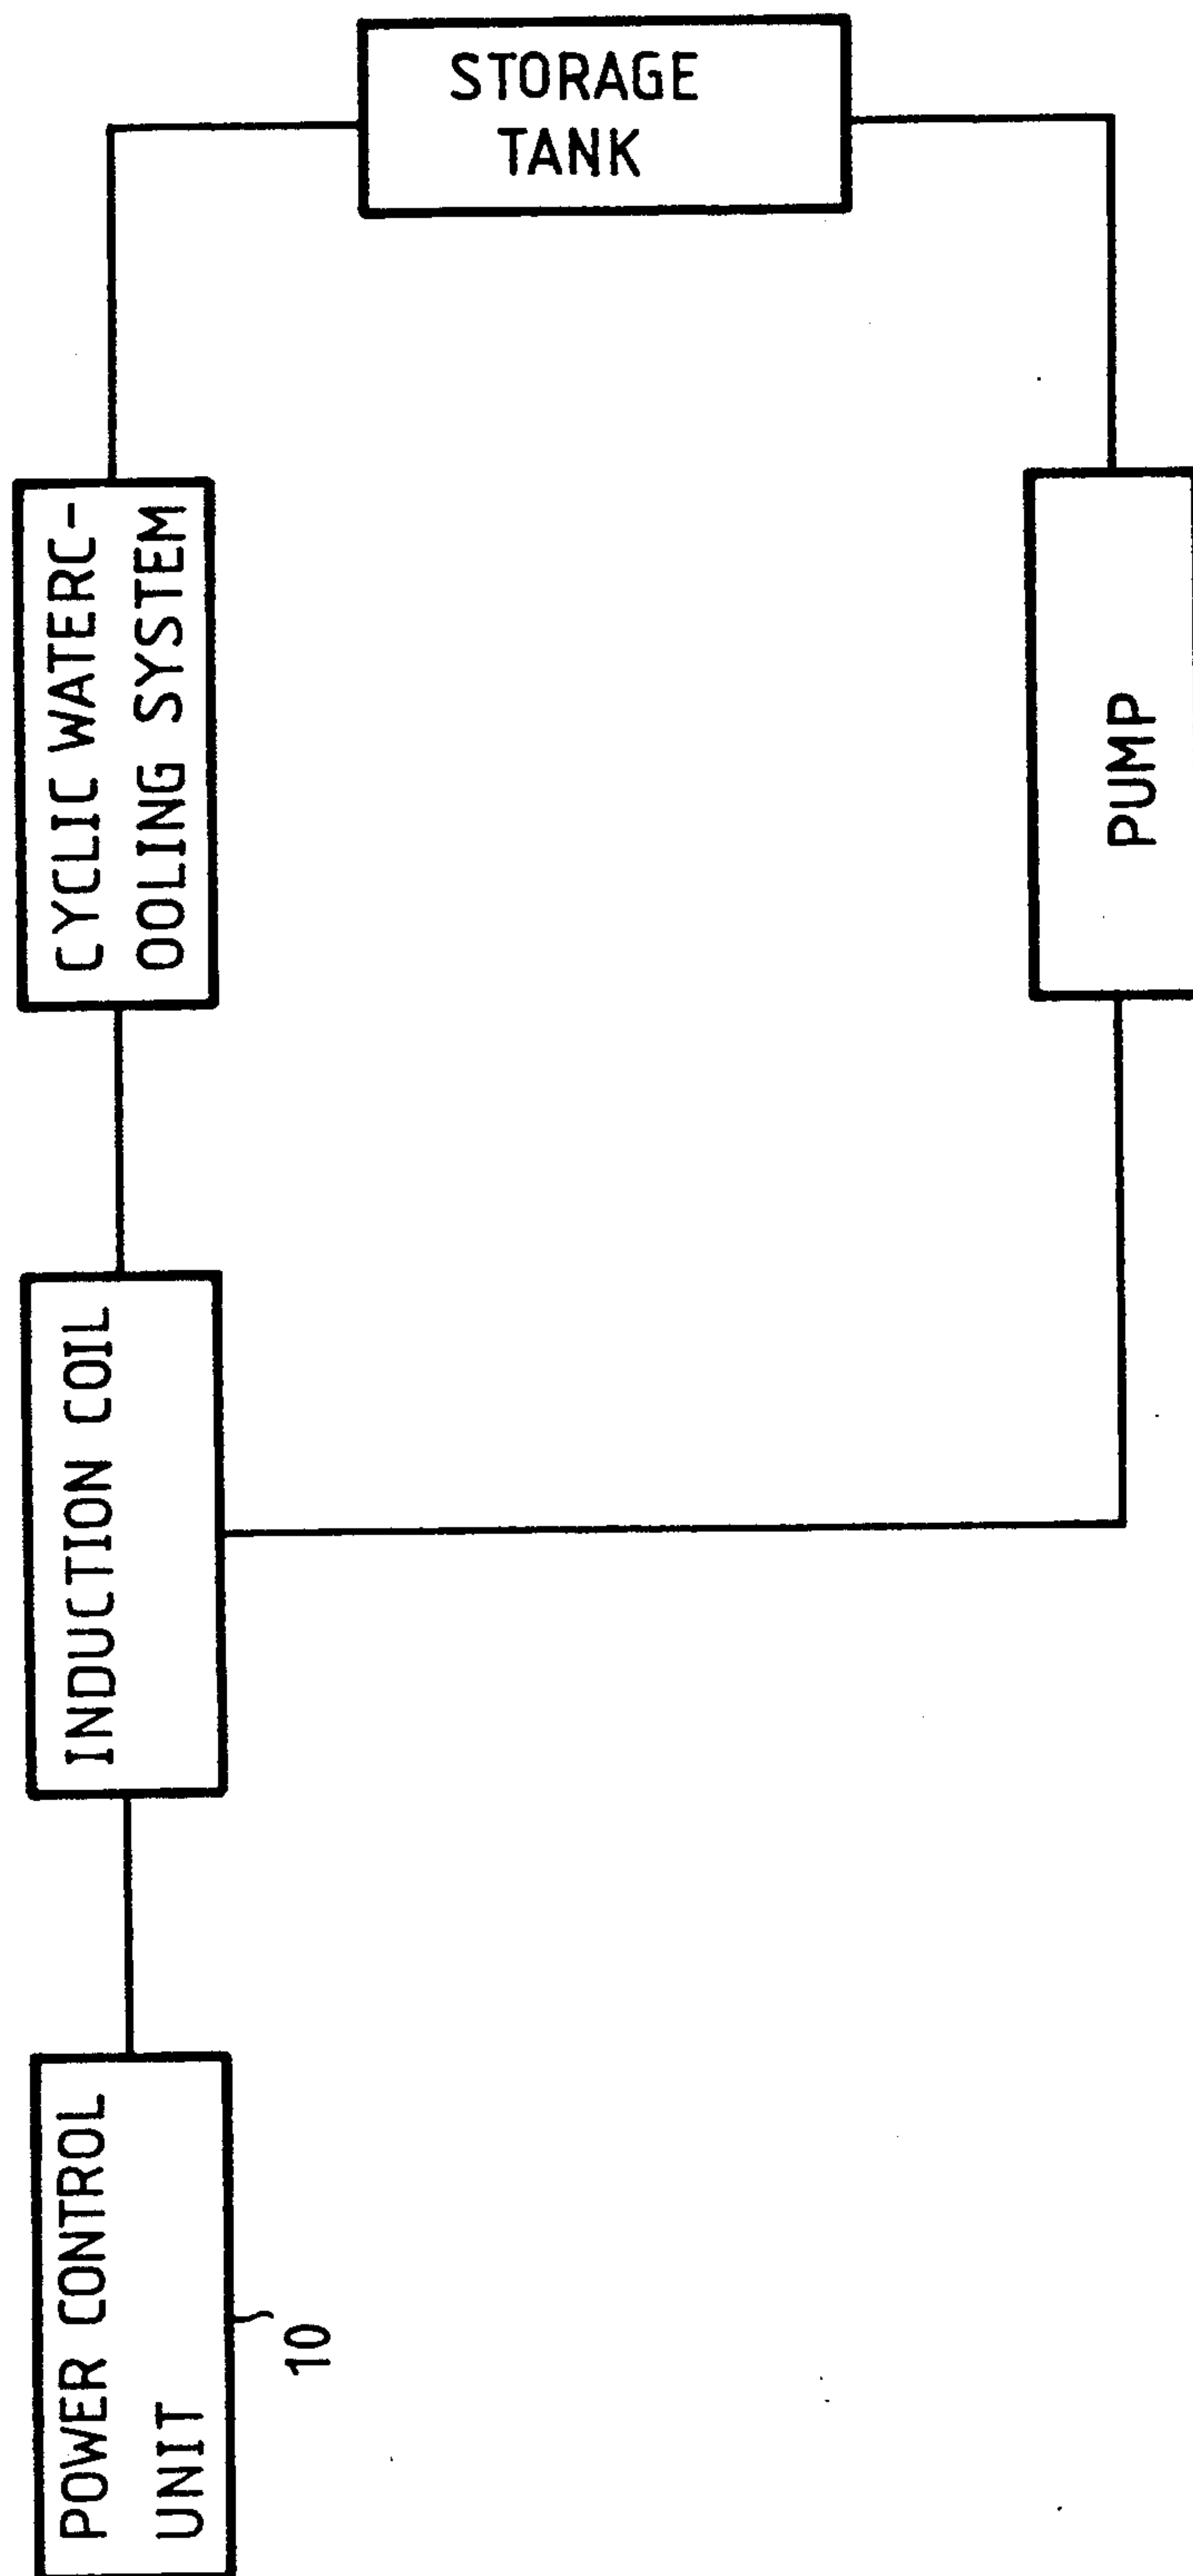 STORAGE
TANK
CYCLIC WATERC-
OOLING SYSTEM
PUMP
INDUCTION COIL
POWER CONTROL
UNIT
10